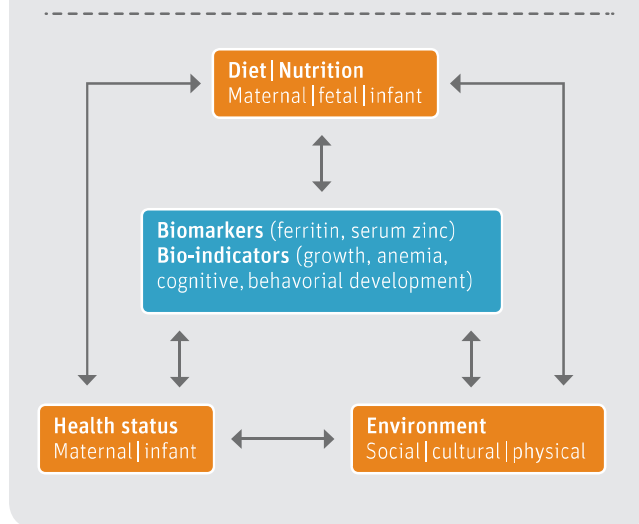 Diet|Nutrition
Maternal|fetal|infant
Biomarkers (ferritin, serum zinc)
Bio-indicators (growth, anemia,
cognitive, behavorial development)
Health status
Maternal|infant
Environment
Social|cultural|physical